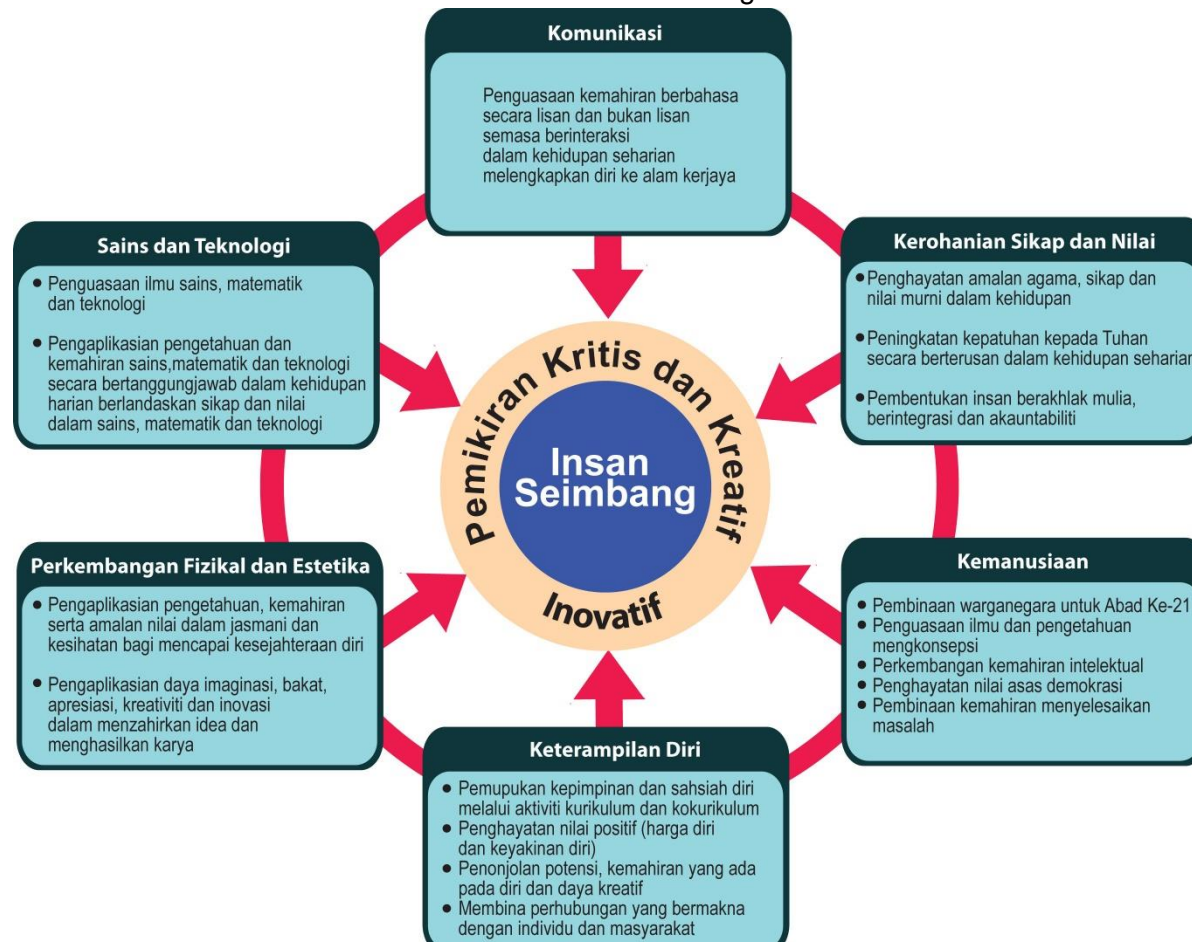 Komunikasi
Penguasaan kemahiran berbahasa
secara lisan dan bukan lisan
semasa berinteraksi
dalam kehidupan seharian
melengkapkan diri ke alam kerjaya
Sains dan Teknologi
• Penguasaan ilmu sains, matematik
dan teknologi
• Pengaplikasian pengetahuan dan
kemahiran sains,matematik dan teknologi
secara bertanggungjawab dalam kehidupan
harian berlandaskan sikap dan nilai
dalam sains, matematik dan teknologi
Kerohanian Sikap dan Nilai
• Penghayatan amalan agama, sikap dan
nilai murni dalam kehidupan
• Peningkatan kepatuhan kepada Tuhan
secara berterusan dalam kehidupan seharian
• Pembentukan insan berakhlak mulia,
berintegrasi dan akauntabiliti
Pemikiran Kritis dan Kreatif
Insan
Seimbang
Inovatif
Perkembangan Fizikal dan Estetika
• Pengaplikasian pengetahuan, kemahiran
serta amalan nilai dalam jasmani dan
kesihatan bagi mencapai kesejahteraan diri
• Pengaplikasian daya imaginasi, bakat,
apresiasi, kreativiti dan inovasi
dalam menzahirkan idea dan
menghasilkan karya
Kemanusiaan
• Pembinaan warganegara untuk Abad Ke-21
• Penguasaan ilmu dan pengetahuan
mengkonsepsi
• Perkembangan kemahiran intelektual
• Penghayatan nilai asas demokrasi
• Pembinaan kemahiran menyelesaikan
masalah
Keterampilan Diri
• Pemupukan kepimpinan dan sahsiah diri
melalui aktiviti kurikulum dan kokurikulum
• Penghayatan nilai positif (harga diri
dan keyakinan diri)
• Penonjolan potensi, kemahiran yang ada
pada diri dan daya kreatif
• Membina perhubungan yang bermakna
dengan individu dan masyarakat